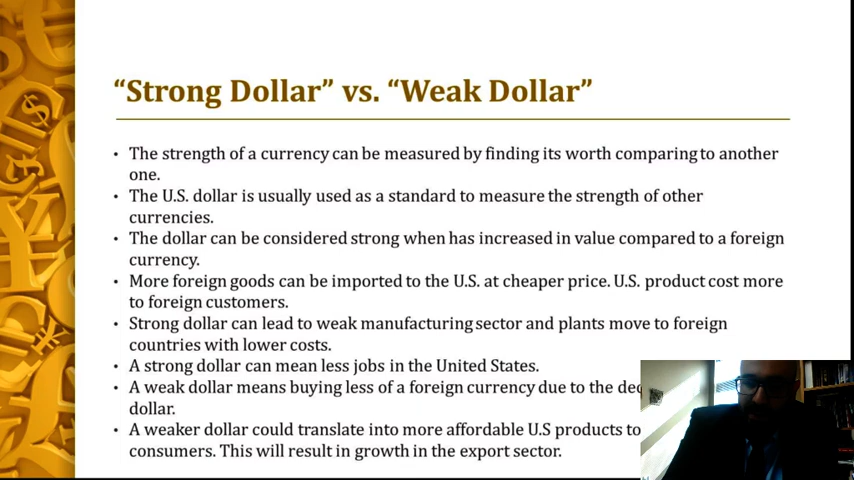 “Strong Dollar” vs. “Weak Dollar”
• The strength of a currency can be measured by finding its worth comparing to another
one.
• The U.S. dollar is usually used as a standard to measure the strength of other
currencies.
• The dollar can be considered strong when has increased in value compared to a foreign
currency.
• More foreign goods can be imported to the U.S. at cheaper price. U.S. product cost more
to foreign customers.
• Strong dollar can lead to weak manufacturing sector and plants move to foreign
countries with lower costs.
• A strong dollar can mean less jobs in the United States.
• A weak dollar means buying less of a foreign currency due to the
dollar.
• A weaker dollar could translate into more affordable U.S products to
consumers. This will result in growth in the export sector.